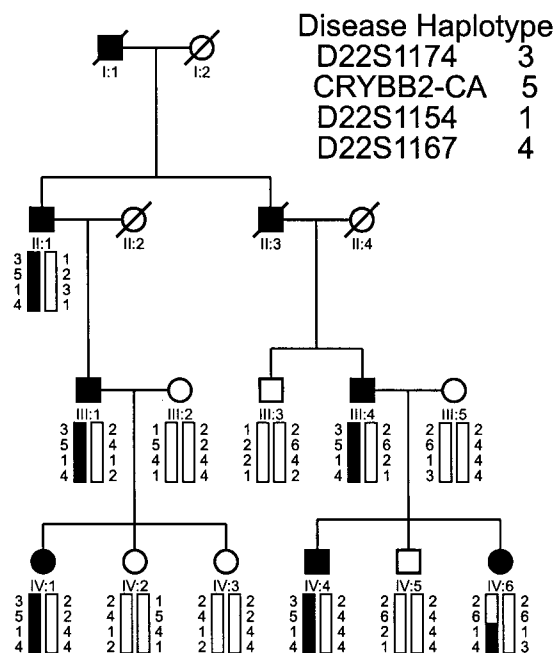 Disease Haplotype
D22S1174 3
CRYBB2-CA 5
D22S1154 1
D22S1167 4
I:1 I:2
II:1 II:2 II:3 II:4
3 1
5 2
1 3
4 1
III:1 III:2 III:3 III:4 III:5
3 2 1 2 1 2 3 2 2 2
5 4 5 2 2 6 5 6 6 4
1 1 4 4 2 4 1 2 1 4
4 2 1 4 1 2 4 1 3 4
IV:1 IV:2 IV:3 IV:4 IV:5 IV:6
3 2 2 1 2 2 3 2 2 2 2 2
5 2 4 5 4 2 5 4 6 4 6 6
1 4 1 4 1 4 1 4 2 4 1 1
4 4 2 4 2 4 4 4 1 4 4 3